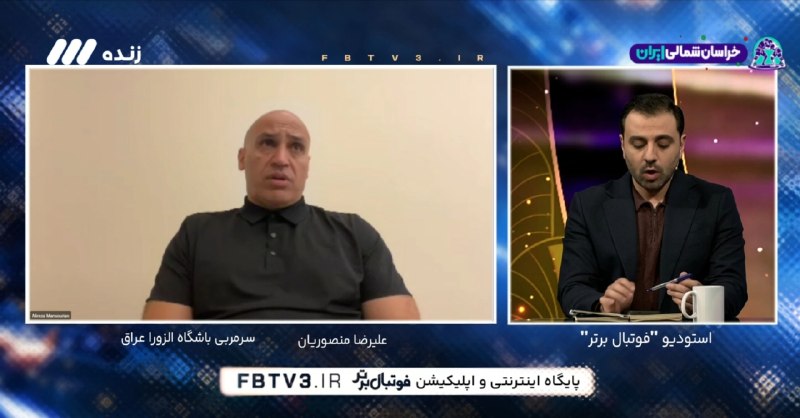 زنده
FBTV3.IR
خراسان شمالی ایران
Alireza Mansourian
علیرضا منصوریان
سرمربی باشگاه الزورا عراق
استودیو "فوتبال برتر"
پایگاه اینترنتی و اپلیکیشن فوتبال برتر FBTV3.IR